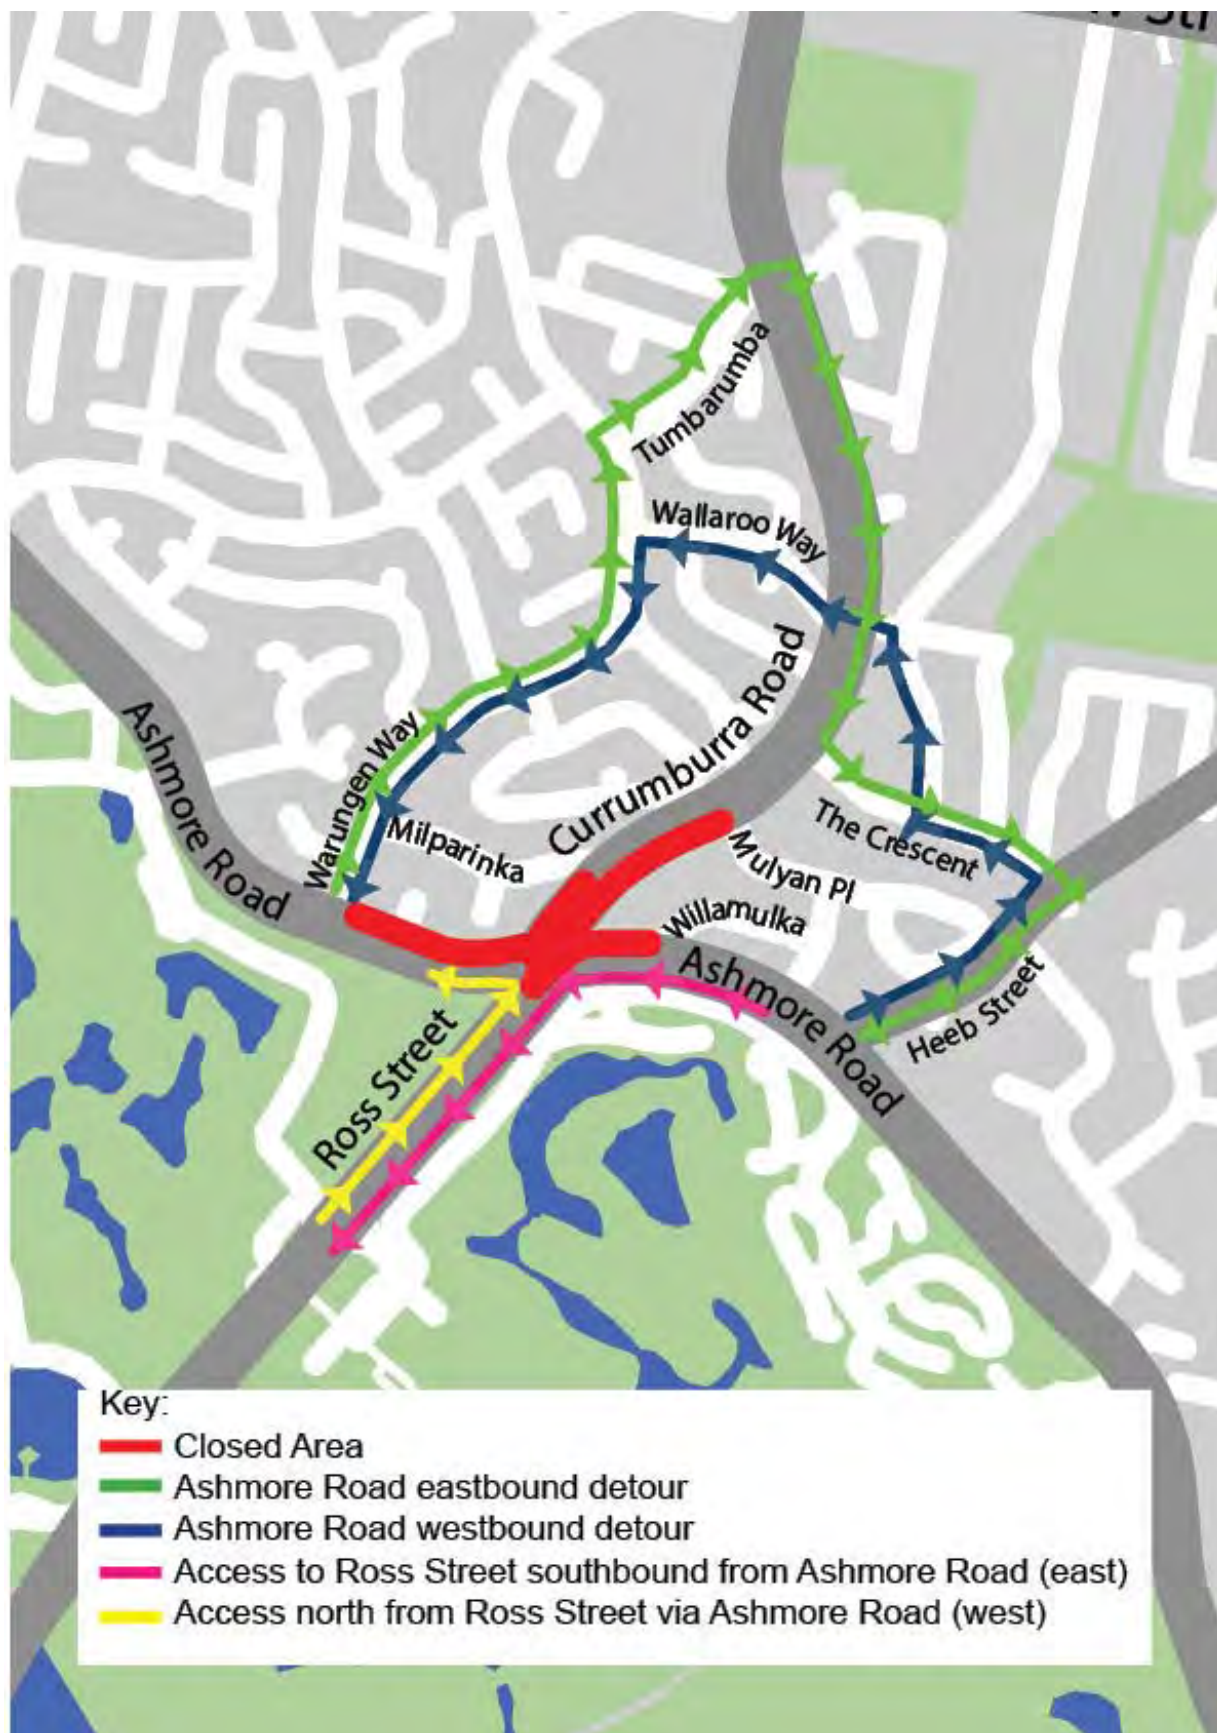 Tumbarumba
Wallaroo Way
Currumburra Road
Ashmore Road
Warungen Way
Milparinka
The Crescent
Mulyan Pl
Willamulka
Ashmore Road
Heeb Street
Ross Street
Key:
Closed Area
Ashmore Road eastbound detour
Ashmore Road westbound detour
Access to Ross Street southbound from Ashmore Road (east)
Access north from Ross Street via Ashmore Road (west)